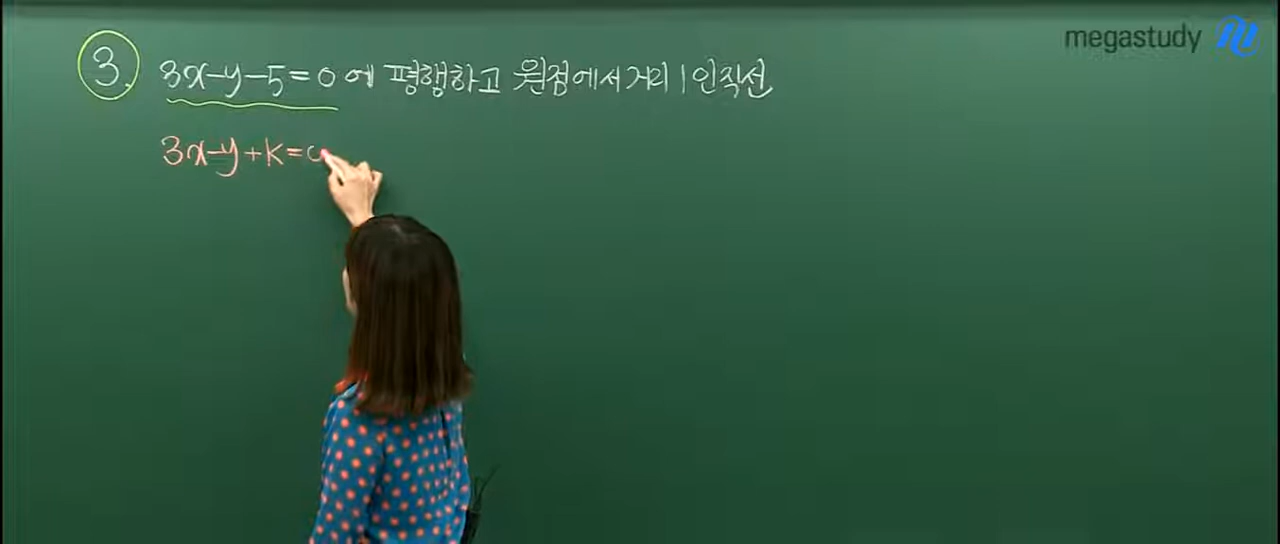 megastudy
3. 3x-y-5=0에 평행하고 원점에서 거리 1인 직선
3x-y+k=0